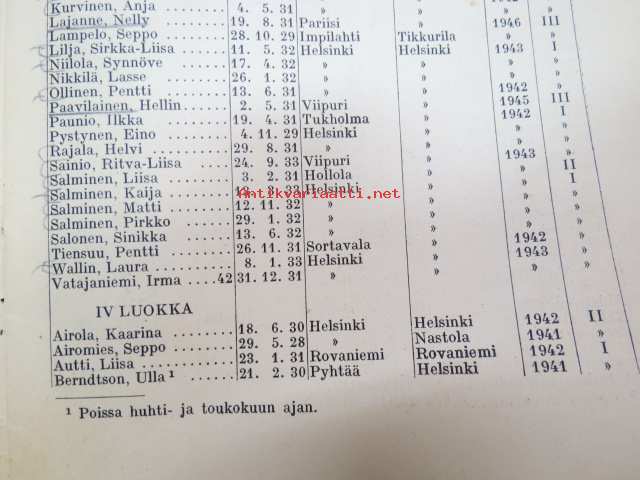 Kurvinen, Anja 4. 5. 31 » » » »
Lajanne, Nelly 19. 8. 31 Pariisi » 1946 III
Lampelo, Seppo 28. 10. 29 Impilahti Tikkurila » »
Lilja, Sirkka-Liisa 11. 5. 32 Helsinki Helsinki 1943 I
Niilola, Synnöve 17. 4. 32 » » » »
Nikkilä, Lasse 26. 1. 32 » » » »
Ollinen, Pentti 13. 6. 31 » » 1942 »
Paavilainen, Hellin 2. 5. 31 Viipuri » 1945 III
Paunio, Ilkka 19. 4. 31 Tukholma » 1942 I
Pystynen, Eino 4. 11. 29 Helsinki » » »
Rajala, Helvi 29. 8. 31 » » » »
Sainio, Ritva-Liisa 24. 9. 33 Viipuri » 1943 »
Salminen, Liisa 3. 2. 31 Hollola » » II
Salminen, Kaija 33 Helsinki » » I
antikvariaatti.net
Salminen, Matti 12. 11. 32 » » » »
Salminen, Pirkko 29. 1. 32 » » » »
Salonen, Sinikka 13. 6. 32 » » 1942 »
Tiensuu, Pentti 26. 11. 31 Sortavala » 1943 »
Wallin, Laura 8. 1. 33 Helsinki » » »
Vatajaniemi, Irma 42 31. 12. 31 » » » »
IV LUOKKA
Airola, Kaarina 18. 6. 30 Helsinki Helsinki 1942 II
Airomies, Seppo 29. 5. 28 » Nastola 1941 »
Autti, Liisa 23. 1. 31 Rovaniemi Rovaniemi 1942 I
Berndtson, Ulla ¹ 21. 2. 30 Pyhtää Helsinki 1941 »
¹ Poissa huhti- ja toukokuun ajan.